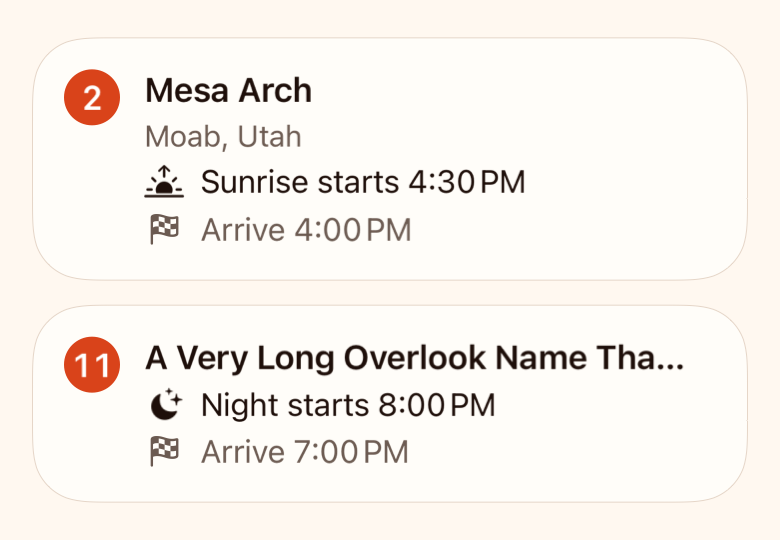 2
Mesa Arch
Moab, Utah
Sunrise starts 4:30 PM
Arrive 4:00 PM
11
A Very Long Overlook Name Tha...
Night starts 8:00 PM
Arrive 7:00 PM